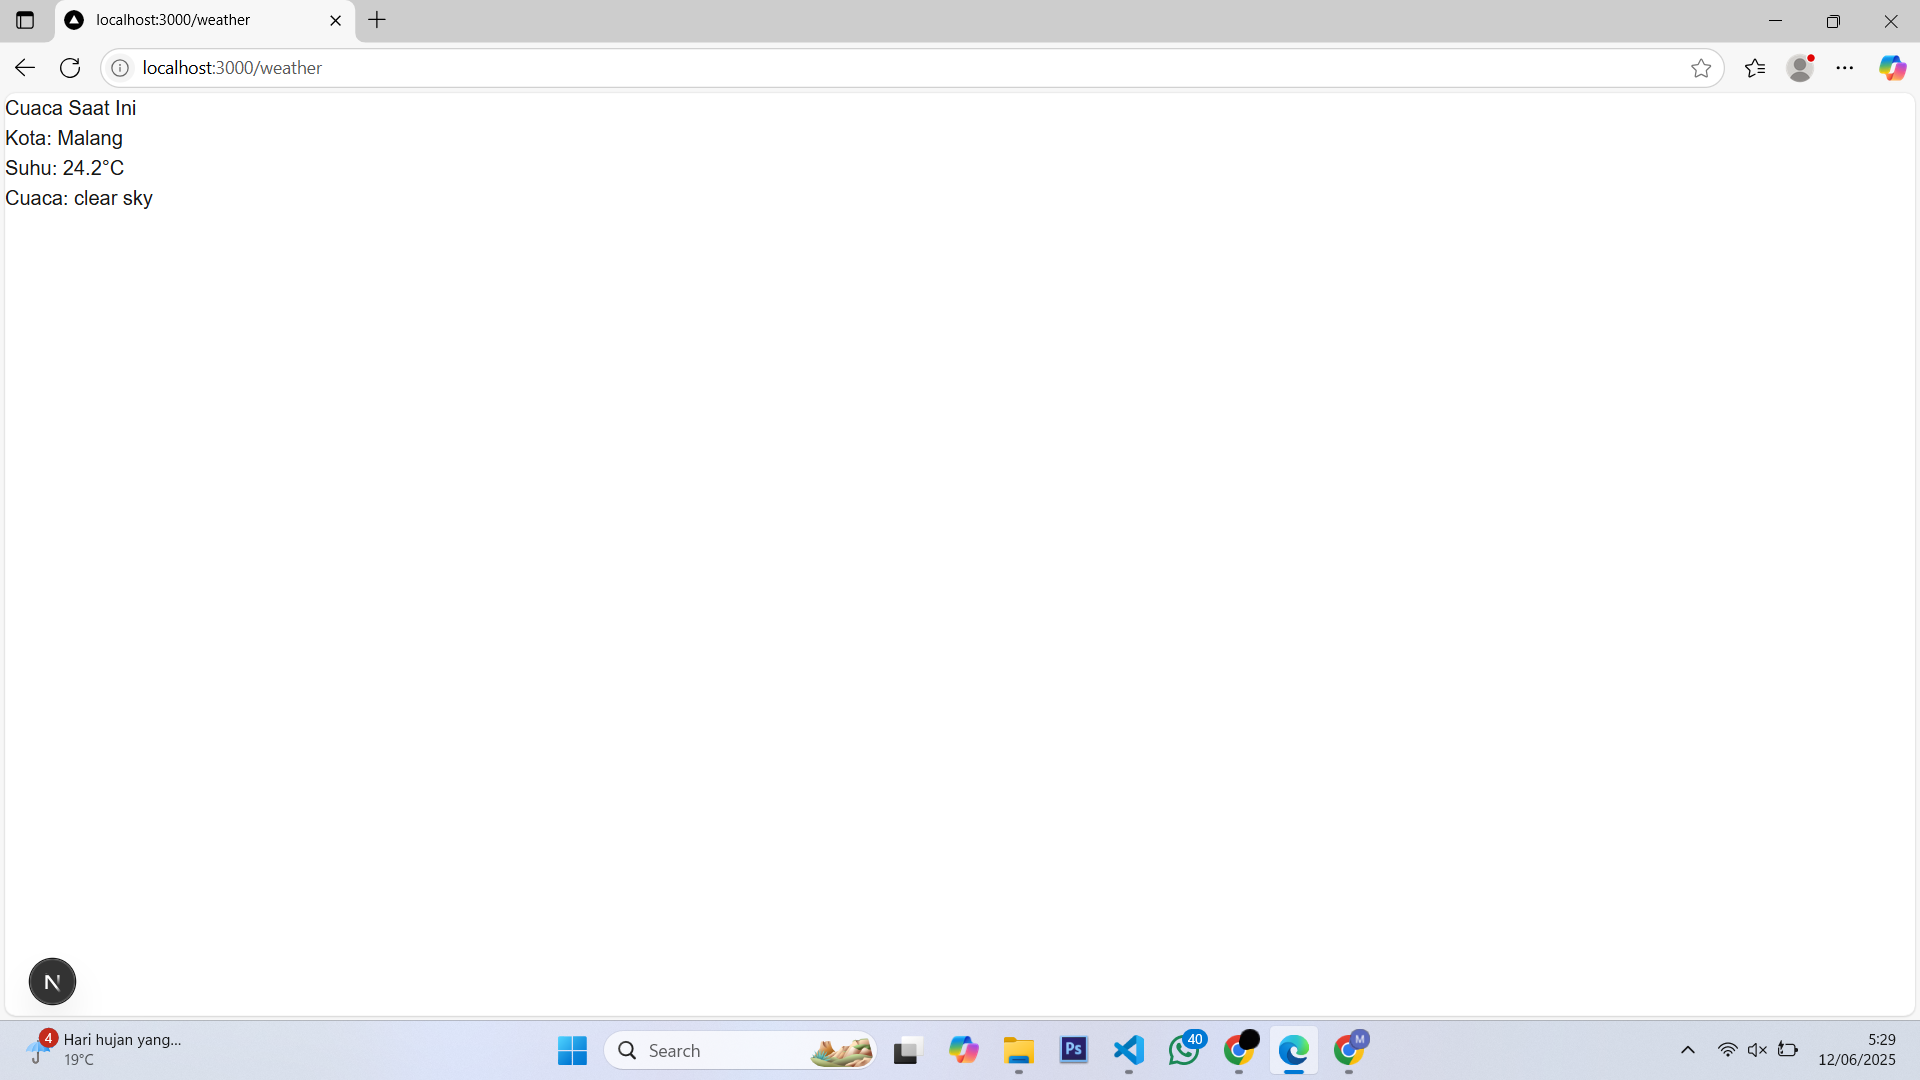 localhost:3000/weather
localhost:3000/weather
Cuaca Saat Ini
Kota: Malang
Suhu: 24.2°C
Cuaca: clear sky
N
4
Hari hujan yang...
19°C
Search
Ps
40
M
5:29
12/06/2025